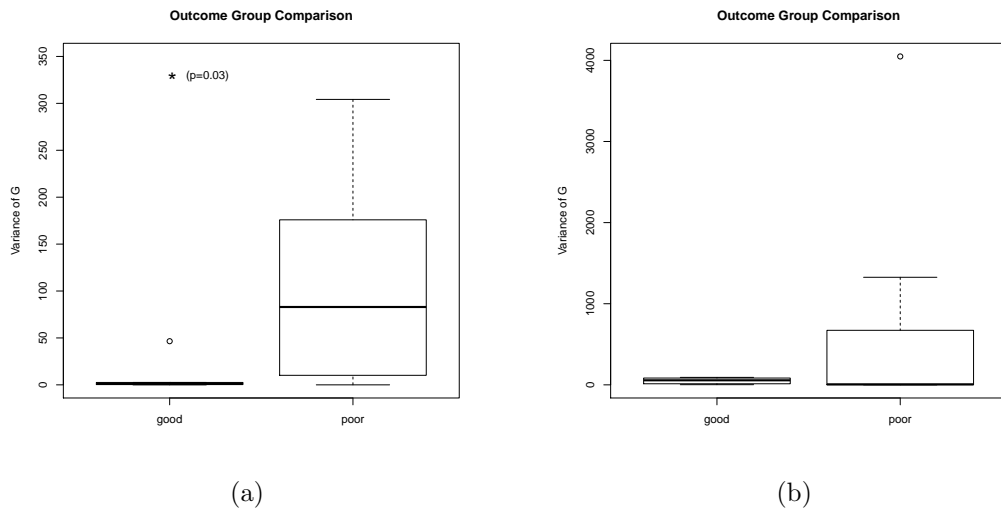 Outcome Group Comparison
Variance of G
350
300
250
200
150
100
50
0
* (p=0.03)
good poor
(a)
Outcome Group Comparison
Variance of G
4000
3000
2000
1000
0
good poor
(b)